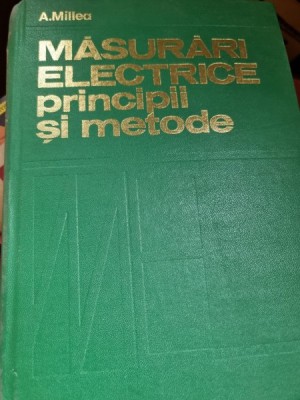 A.Millea
MĂSURĂRI
ELECTRICE
principii
și metode